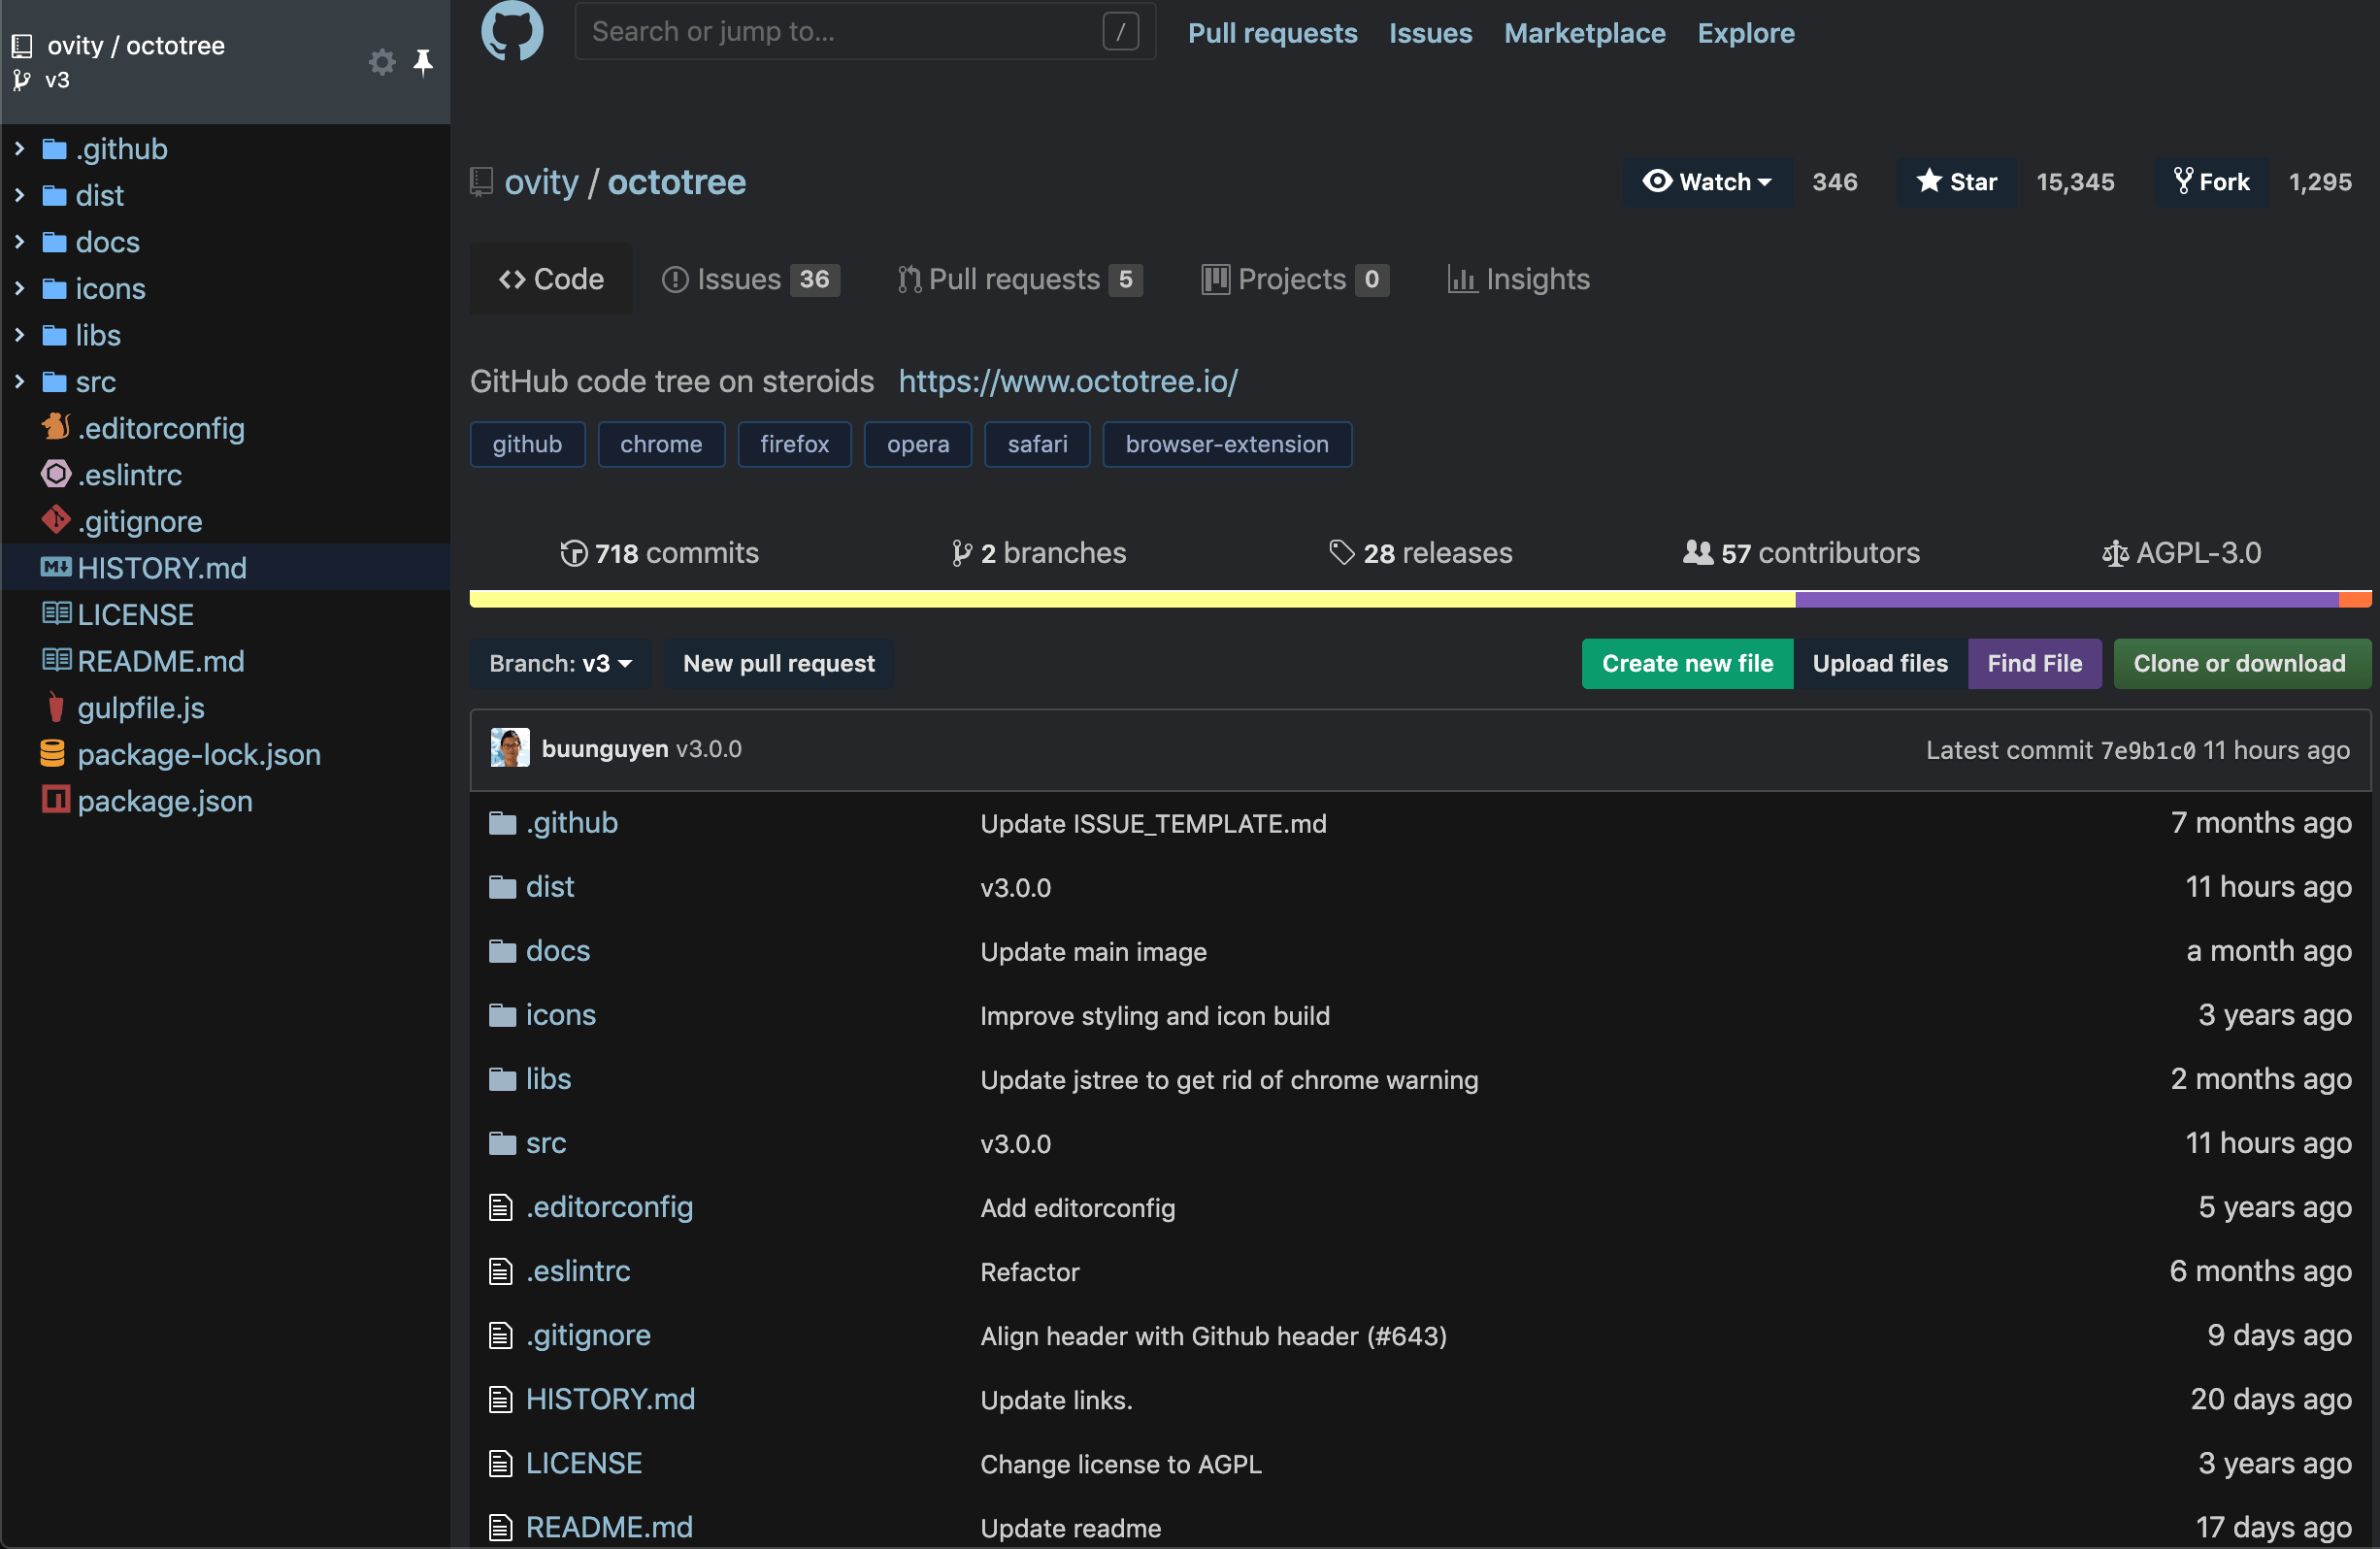 ovity / octotree
v3
.github
dist
docs
icons
libs
src
.editorconfig
.eslintrc
.gitignore
HISTORY.md
LICENSE
README.md
gulpfile.js
package-lock.json
package.json
Search or jump to... /
Pull requests Issues Marketplace Explore
ovity / octotree
Watch 346 Star 15,345 Fork 1,295
Code Issues 36 Pull requests 5 Projects 0 Insights
GitHub code tree on steroids https://www.octotree.io/
github chrome firefox opera safari browser-extension
718 commits 2 branches 28 releases 57 contributors AGPL-3.0
Branch: v3 New pull request Create new file Upload files Find File Clone or download
buunguyen v3.0.0 Latest commit 7e9b1c0 11 hours ago
.github Update ISSUE_TEMPLATE.md 7 months ago
dist v3.0.0 11 hours ago
docs Update main image a month ago
icons Improve styling and icon build 3 years ago
libs Update jstree to get rid of chrome warning 2 months ago
src v3.0.0 11 hours ago
.editorconfig Add editorconfig 5 years ago
.eslintrc Refactor 6 months ago
.gitignore Align header with Github header (#643) 9 days ago
HISTORY.md Update links. 20 days ago
LICENSE Change license to AGPL 3 years ago
README.md Update readme 17 days ago